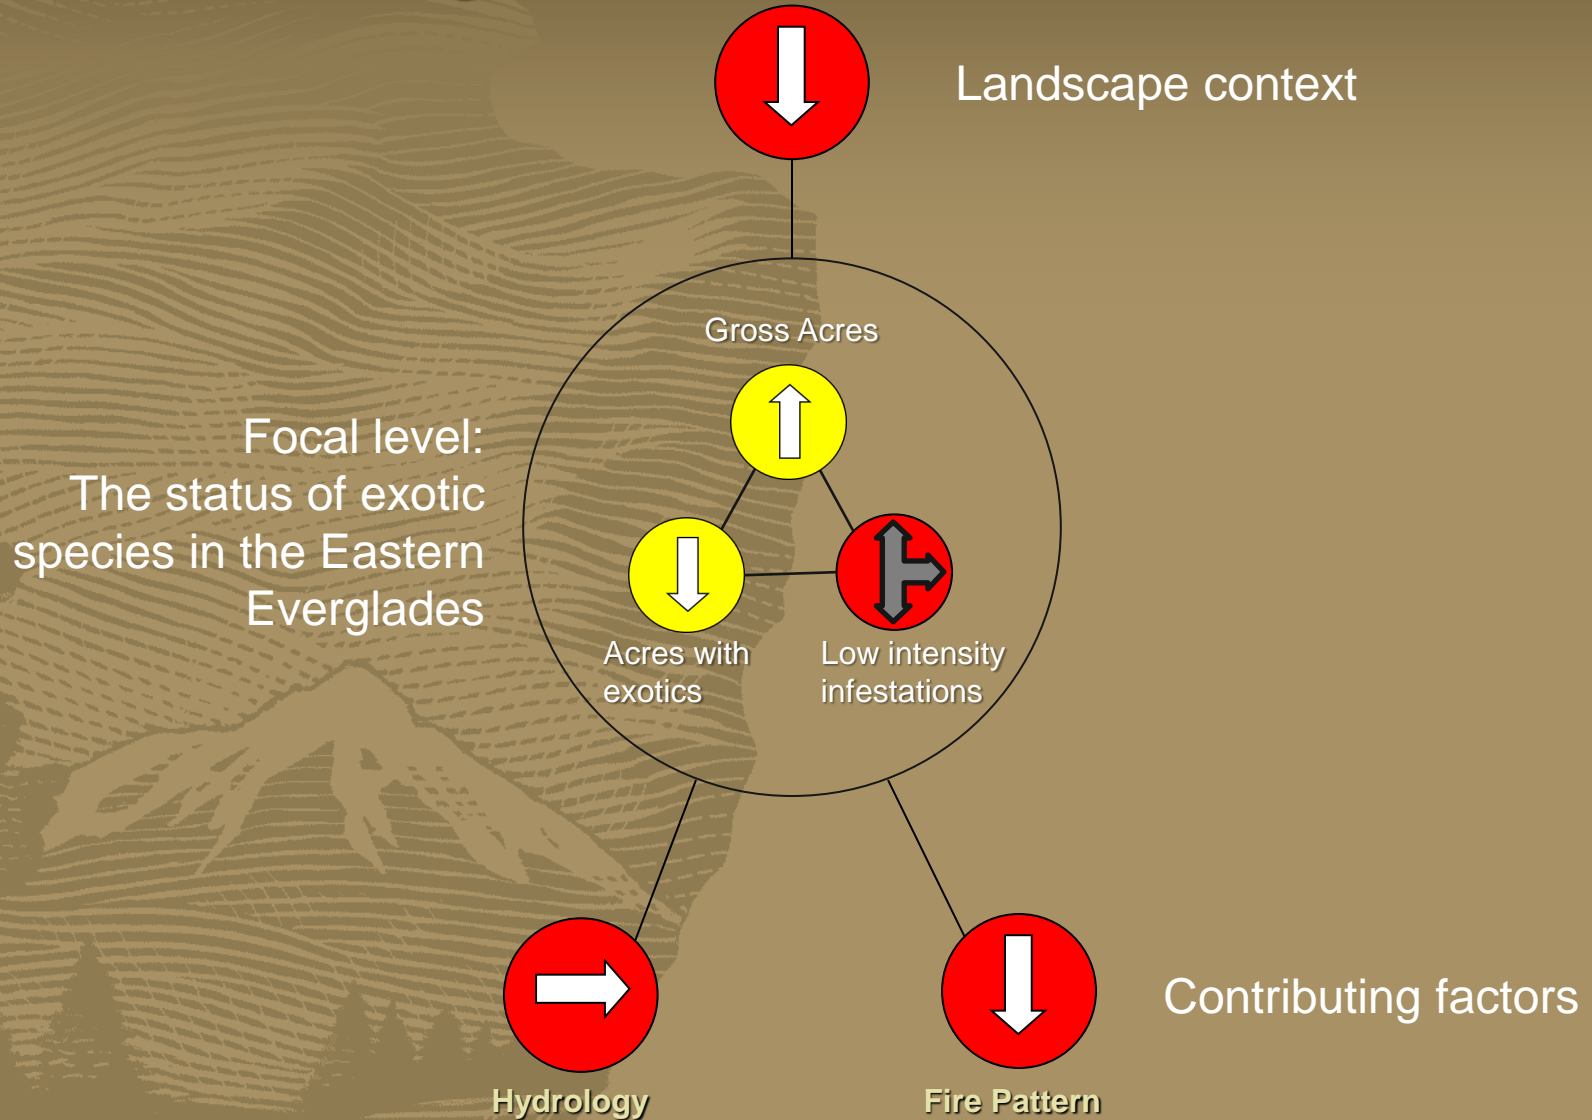 Landscape context
Gross Acres
Focal level:
The status of exotic
species in the Eastern
Everglades
Acres with
exotics
Low intensity
infestations
Contributing factors
Hydrology
Fire Pattern